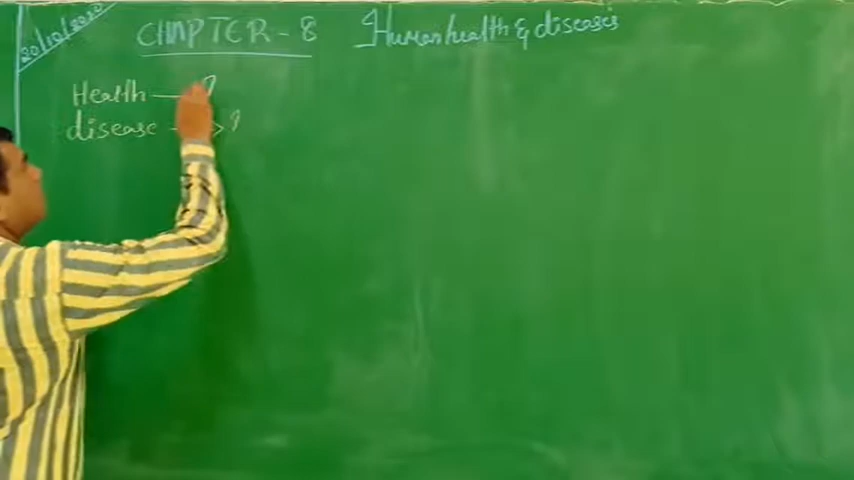 20/10/2020
CHAPTER - 8 Human health & diseases
Health — ?
disease → ?